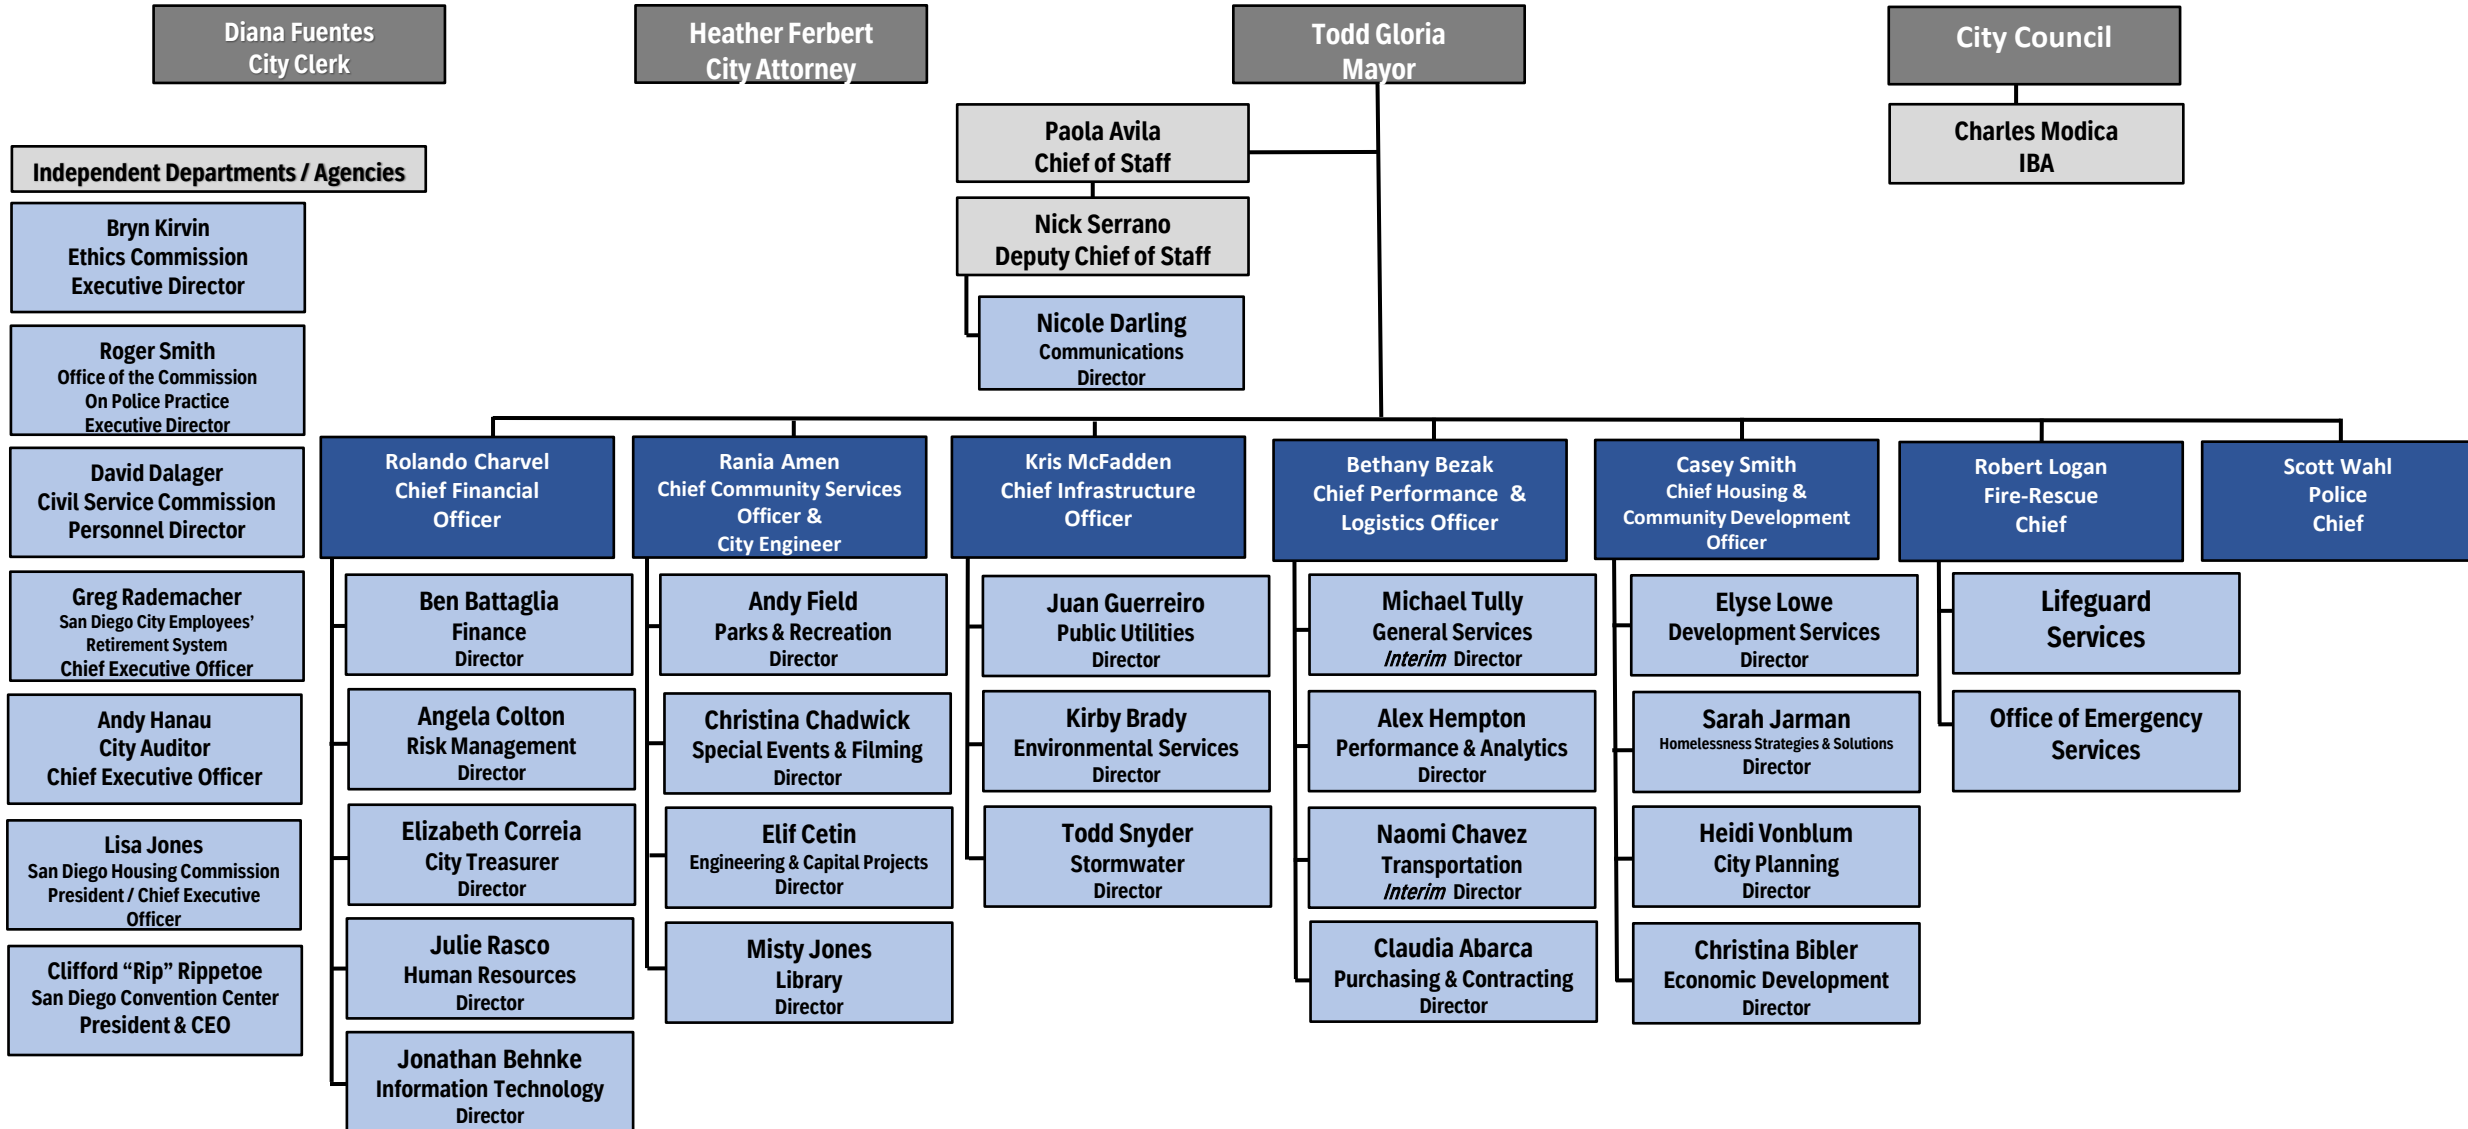 Diana Fuentes
City Clerk
Heather Ferbert
City Attorney
Todd Gloria
Mayor
City Council
Paola Avila
Chief of Staff
Charles Modica
IBA
Nick Serrano
Deputy Chief of Staff
Nicole Darling
Communications
Director
Independent Departments / Agencies
Bryn Kirvin
Ethics Commission
Executive Director
Roger Smith
Office of the Commission
On Police Practice
Executive Director
David Dalager
Civil Service Commission
Personnel Director
Greg Rademacher
San Diego City Employees’
Retirement System
Chief Executive Officer
Andy Hanau
City Auditor
Chief Executive Officer
Lisa Jones
San Diego Housing Commission
President / Chief Executive
Officer
Clifford “Rip” Rippetoe
San Diego Convention Center
President & CEO
Rolando Charvel
Chief Financial
Officer
Ben Battaglia
Finance
Director
Angela Colton
Risk Management
Director
Elizabeth Correia
City Treasurer
Director
Julie Rasco
Human Resources
Director
Jonathan Behnke
Information Technology
Director
Rania Amen
Chief Community Services
Officer &
City Engineer
Andy Field
Parks & Recreation
Director
Christina Chadwick
Special Events & Filming
Director
Elif Cetin
Engineering & Capital Projects
Director
Misty Jones
Library
Director
Kris McFadden
Chief Infrastructure
Officer
Juan Guerreiro
Public Utilities
Director
Kirby Brady
Environmental Services
Director
Todd Snyder
Stormwater
Director
Bethany Bezak
Chief Performance &
Logistics Officer
Michael Tully
General Services
Interim Director
Alex Hempton
Performance & Analytics
Director
Naomi Chavez
Transportation
Interim Director
Claudia Abarca
Purchasing & Contracting
Director
Casey Smith
Chief Housing &
Community Development
Officer
Elyse Lowe
Development Services
Director
Sarah Jarman
Homelessness Strategies & Solutions
Director
Heidi Vonblum
City Planning
Director
Christina Bibler
Economic Development
Director
Robert Logan
Fire-Rescue
Chief
Lifeguard
Services
Office of Emergency
Services
Scott Wahl
Police
Chief